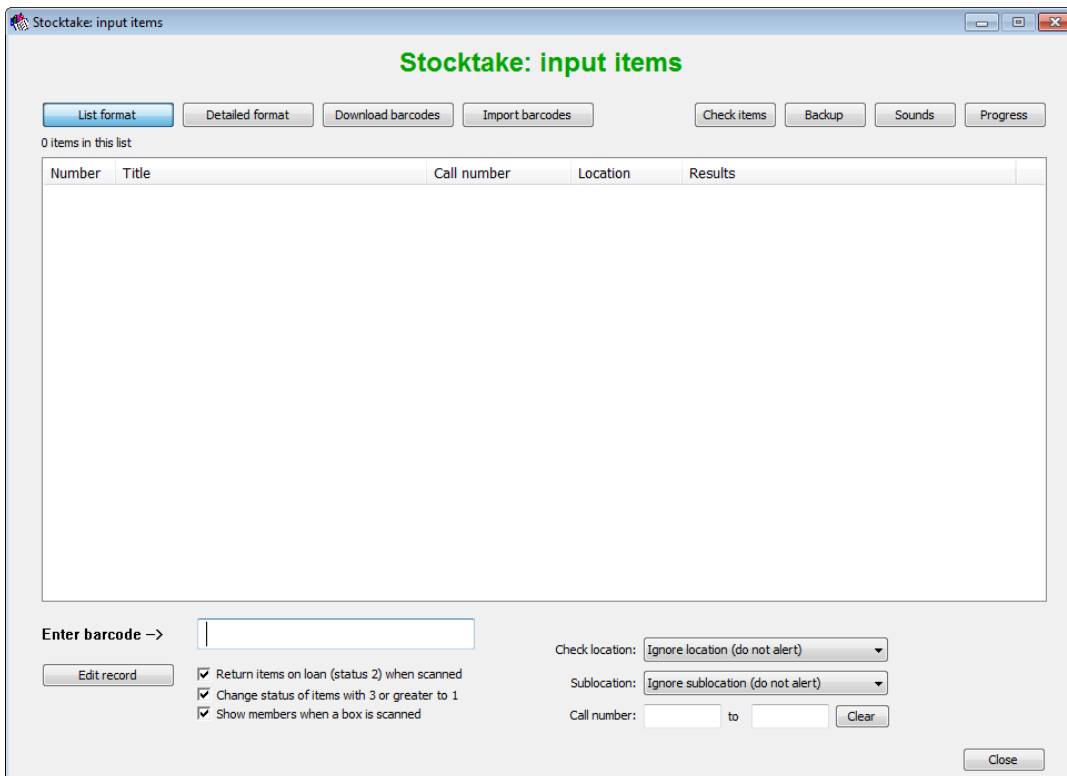 Stocktake: input items
Stocktake: input items
List format Detailed format Download barcodes Import barcodes Check items Backup Sounds Progress
0 items in this list
Number Title Call number Location Results
Enter barcode –>
Check location: Ignore location (do not alert)
Edit record Return items on loan (status 2) when scanned
Sublocation: Ignore sublocation (do not alert)
Change status of items with 3 or greater to 1
Show members when a box is scanned Call number: to Clear
Close